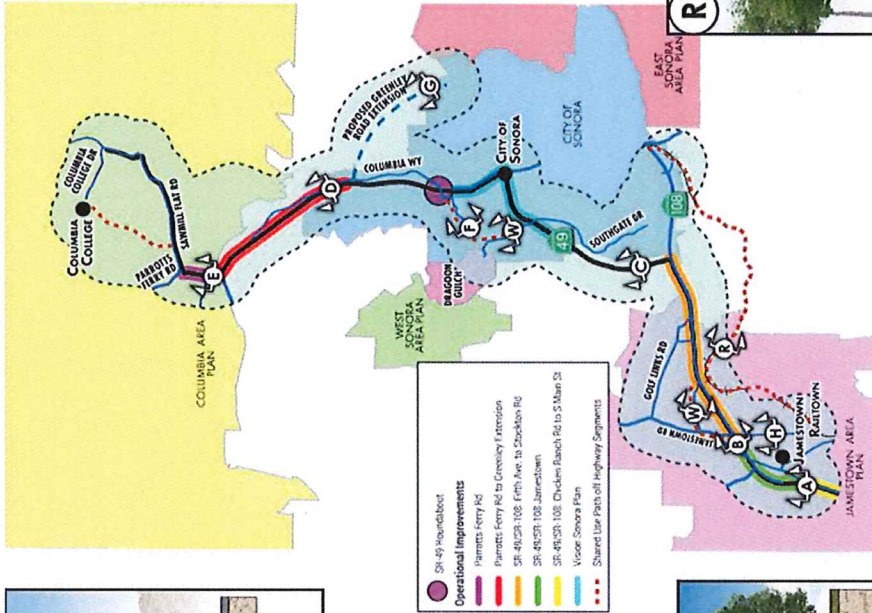 COLUMBIA COLLEGE DR
COLUMBIA
COLLEGE
SAWMILL FLAT RD
PARROTTS
FERRY RD
E
COLUMBIA AREA
PLAN
D
PROPOSED GREENLEY
ROAD EXTENSION
G
COLUMBIA WY
F
W
CITY OF
SONORA
CITY OF
SONORA
EAST
SONORA
AREA PLAN
DRAGOON
GULCH
WEST
SONORA
AREA PLAN
49
SOUTHGATE DR
108
C
R
GOLF LINKS RD
W
JAMESTOWN RD
B
H
JAMESTOWN/
RAILTOWN
A
JAMESTOWN AREA
PLAN
SR-49 Roundabout
Operational Improvements
Parrotts Ferry Rd
Parrotts Ferry Rd to Greenley Extension
SR-49/SR-108: Fifth Ave. to Stockton Rd
SR-49/SR-108 Jamestown
SR-49/SR-108: Chicken Ranch Rd to S Main St
Vision Sonora Plan
Shared Use Path off Highway Segments
R